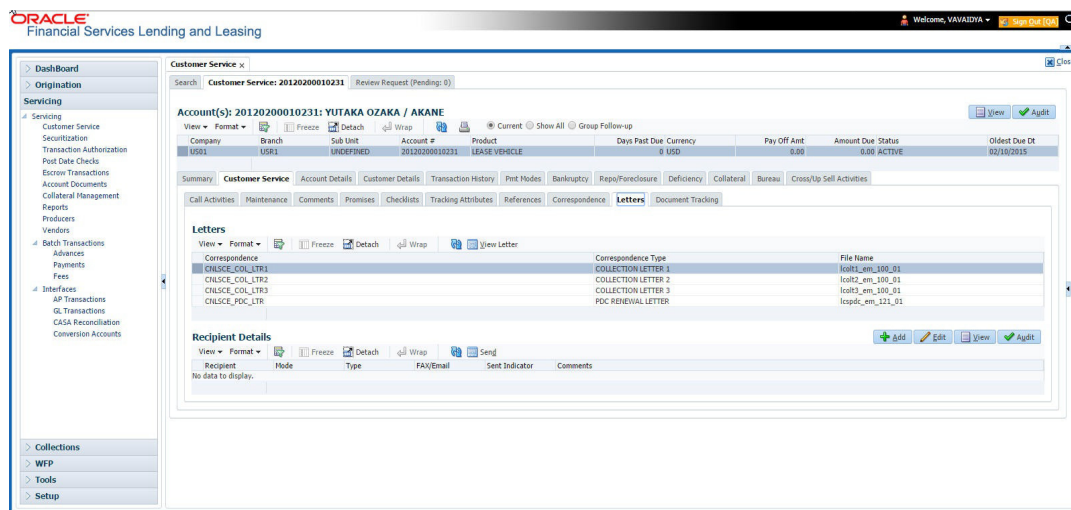 ORACLE
Financial Services Lending and Leasing
Welcome, VAVAIDYA
Sign Out [QA]
DashBoard
Origination
Servicing
Servicing
Customer Service
Securitization
Transaction Authorization
Post Date Checks
Escrow Transactions
Account Documents
Collateral Management
Reports
Producers
Vendors
Batch Transactions
Advances
Payments
Fees
Interfaces
AP Transactions
GL Transactions
CASA Reconciliation
Conversion Accounts
Collections
WFP
Tools
Setup
Customer Service x
Clos
Search Customer Service: 20120200010231 Review Request (Pending: 0)
Account(s): 20120200010231: YUTAKA OZAKA / AKANE
View Audit
View Format Freeze Detach Wrap Current Show All Group Follow-up
Company Branch Sub Unit Account # Product Days Past Due Currency Pay Off Amt Amount Due Status Oldest Due Dt
US01 USR1 UNDEFINED 20120200010231 LEASE VEHICLE 0 USD 0.00 0.00 ACTIVE 02/10/2015
Summary Customer Service Account Details Customer Details Transaction History Pmt Modes Bankruptcy Repo/Foreclosure Deficiency Collateral Bureau Cross/Up Sell Activities
Call Activities Maintenance Comments Promises Checklists Tracking Attributes References Correspondence Letters Document Tracking
Letters
View Format Freeze Detach Wrap View Letter
Correspondence Correspondence Type File Name
CNLSCE_COL_LTR1 COLLECTION LETTER 1 lcolt1_em_100_01
CNLSCE_COL_LTR2 COLLECTION LETTER 2 lcolt2_em_100_01
CNLSCE_COL_LTR3 COLLECTION LETTER 3 lcolt3_em_100_01
CNLSCE_PDC_LTR PDC RENEWAL LETTER lcspdc_em_121_01
Recipient Details
Add Edit View Audit
View Format Freeze Detach Wrap Send
Recipient Mode Type FAX/Email Sent Indicator Comments
No data to display.